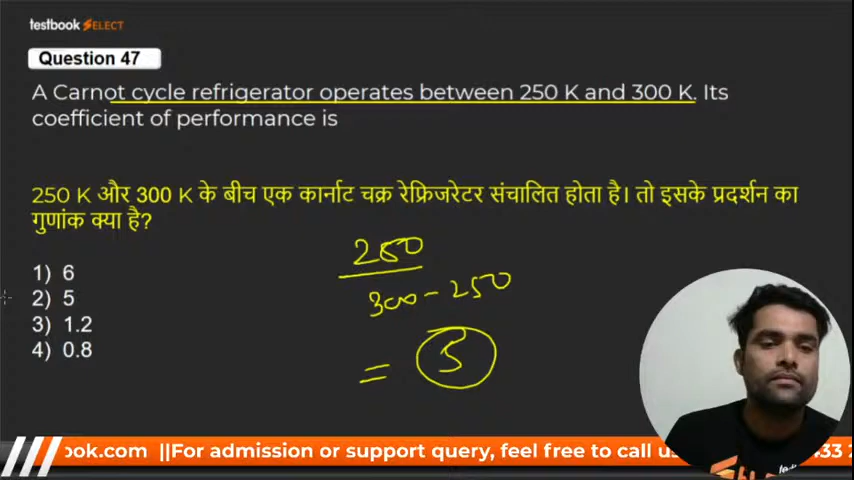 testbook SELECT
Question 47
A Carnot cycle refrigerator operates between 250 K and 300 K. Its
coefficient of performance is
250 K और 300 K के बीच एक कार्नाट चक्र रेफ्रिजरेटर संचालित होता है। तो इसके प्रदर्शन का
गुणांक क्या है?
250
300 - 250
= 5
1) 6
2) 5
3) 1.2
4) 0.8
book.com ||For admission or support query, feel free to call us